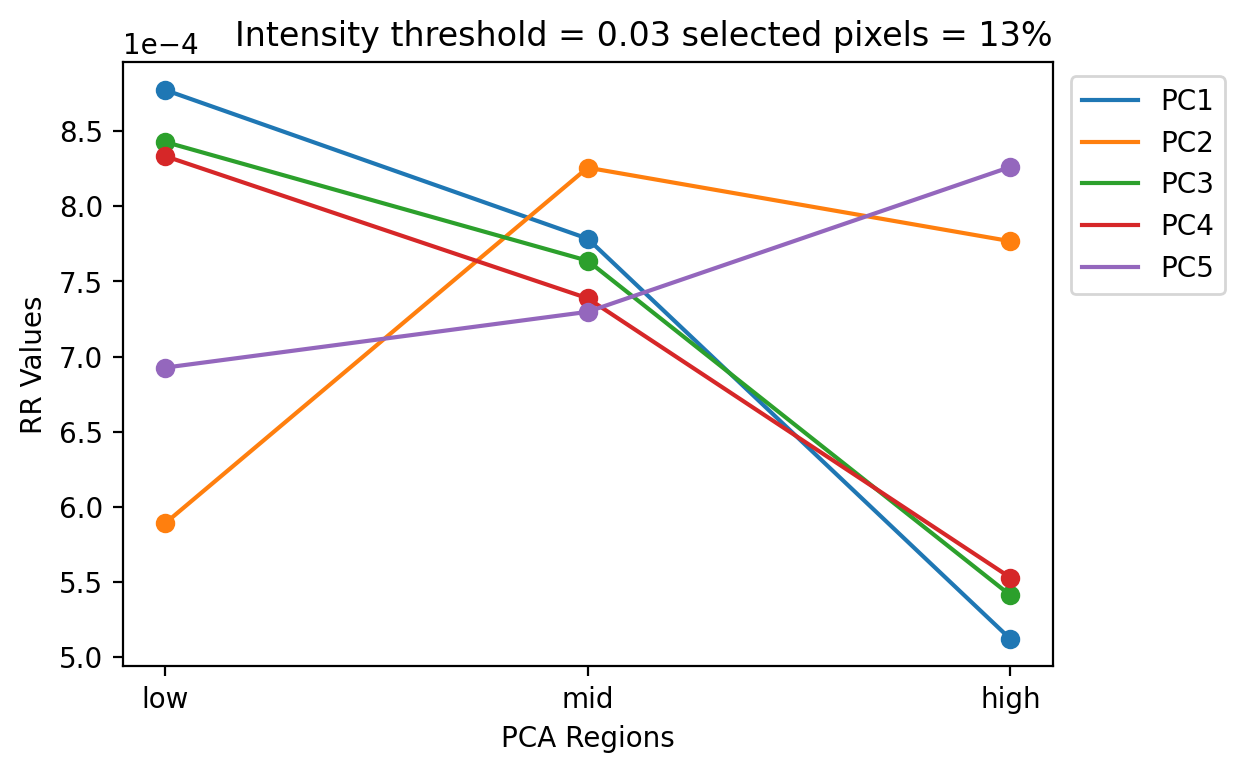 Intensity threshold = 0.03 selected pixels = 13%
1e−4
8.5
8.0
7.5
7.0
6.5
6.0
5.5
5.0
RR Values
low mid high
PCA Regions
PC1
PC2
PC3
PC4
PC5